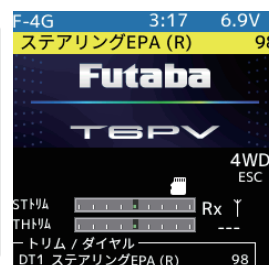 F-4G 3:17 6.9V
ステアリングEPA (R) 98
Futaba
T6PV
4WD
ESC
STトリム
Rx
THトリム ---
トリム / ダイヤル
DT1 ステアリングEPA (R) 98